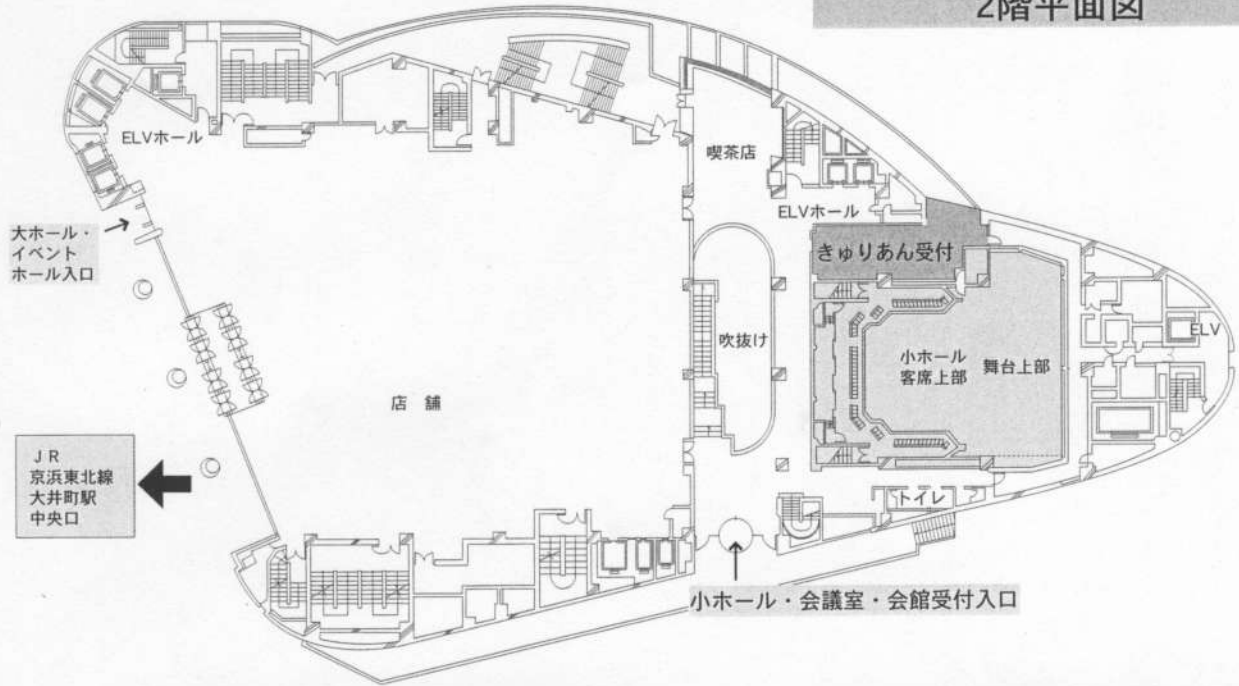 2階平面図
ELVホール
喫茶店
ELVホール
大ホール・
イベント
ホール入口
きゅりあん受付
ELV
吹抜け
小ホール
客席上部
舞台上部
店 舗
JR
京浜東北線
大井町駅
中央口
トイレ
小ホール・会議室・会館受付入口